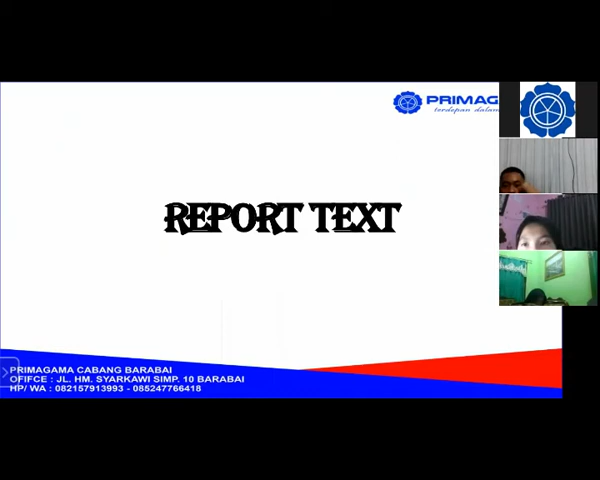 PRIMAG
terdepan dalam
REPORT TEXT
PRIMAGAMA CABANG BARABAI
OFIFCE : JL. HM. SYARKAWI SIMP. 10 BARABAI
HP/ WA : 082157913993 - 085247766418